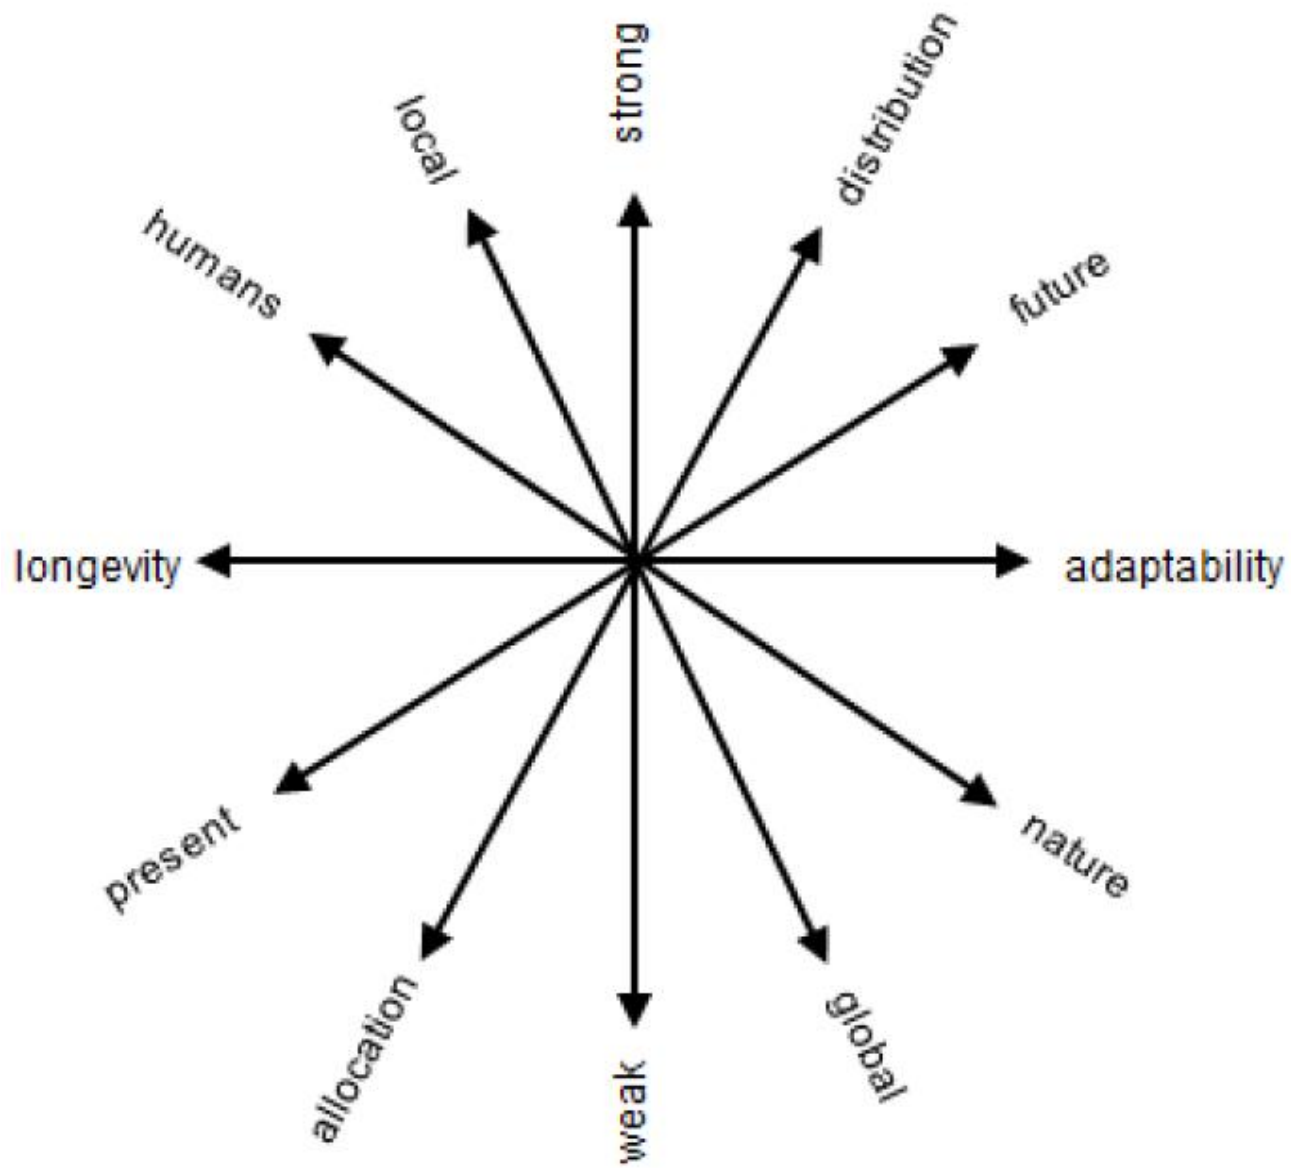 strong
distribution
local
humans
future
longevity
adaptability
present
nature
allocation
global
weak